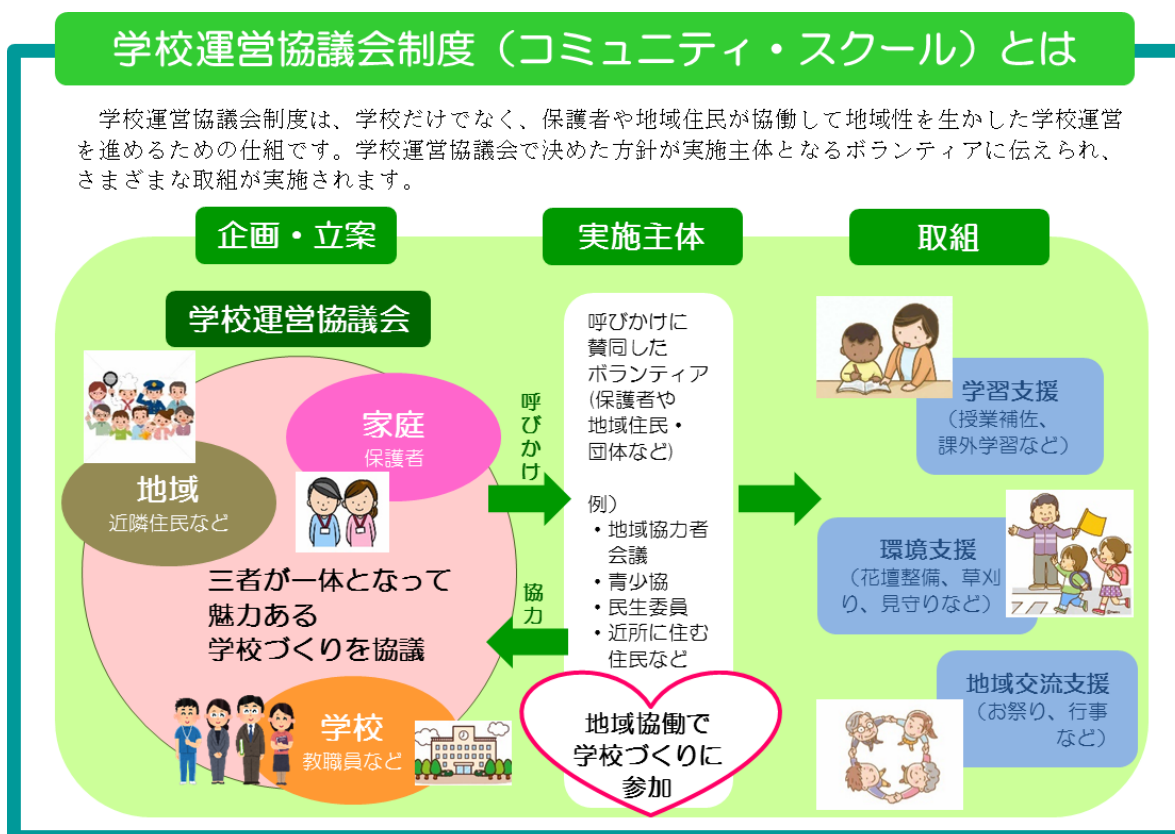 学校運営協議会制度（コミュニティ・スクール）とは
学校運営協議会制度は、学校だけでなく、保護者や地域住民が協働して地域性を生かした学校運営
を進めるための仕組です。学校運営協議会で決めた方針が実施主体となるボランティアに伝えられ、
さまざまな取組が実施されます。
企画・立案
学校運営協議会
家庭
保護者
地域
近隣住民など
三者が一体となって
魅力ある
学校づくりを協議
学校
教職員など
呼びかけ
協力
実施主体
呼びかけに
賛同した
ボランティア
(保護者や
地域住民・
団体など)
例）
・地域協力者
会議
・青少協
・民生委員
・近所に住む
住民など
地域協働で
学校づくりに
参加
取組
学習支援
（授業補佐、
課外学習など）
環境支援
（花壇整備、草刈
り、見守りなど）
地域交流支援
（お祭り、行事
など）